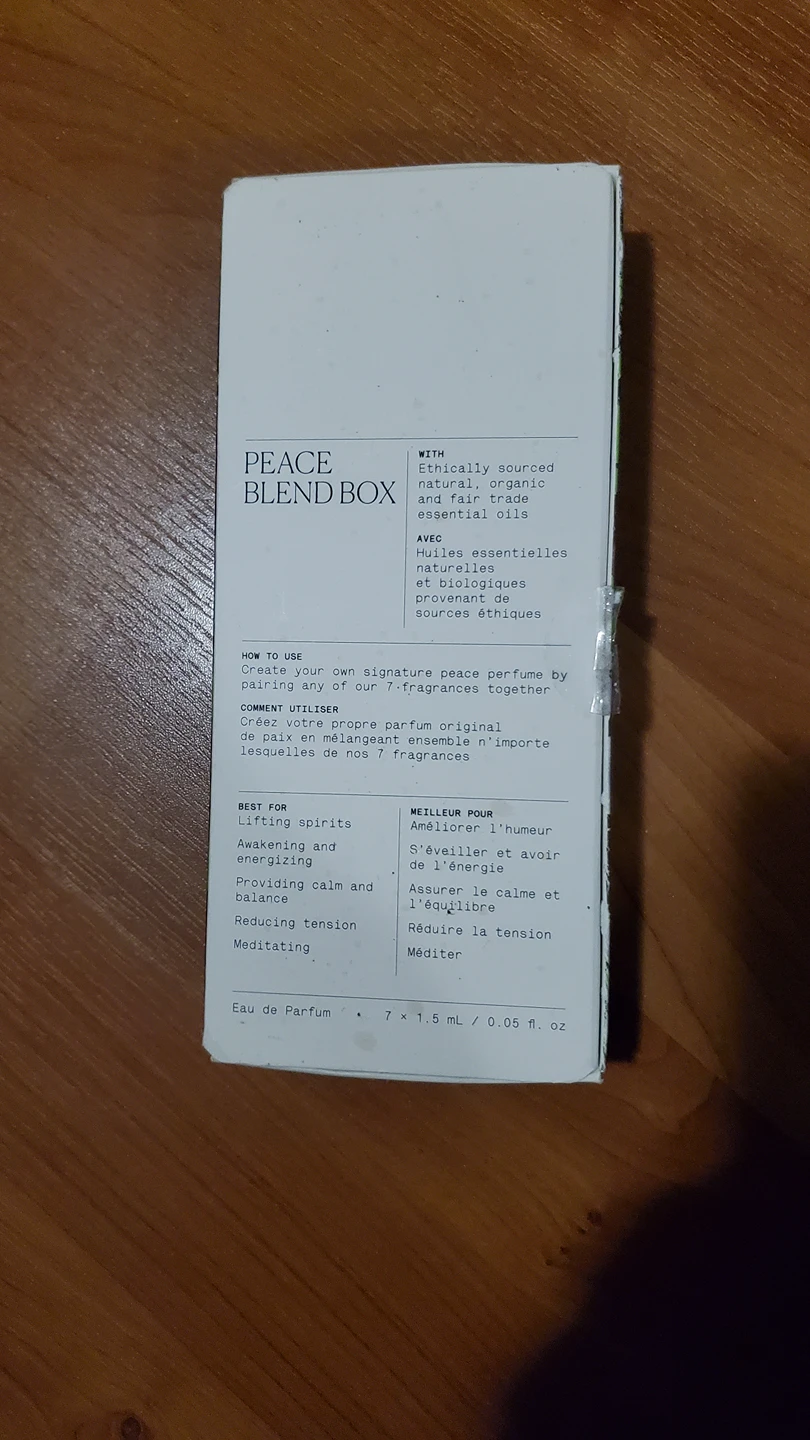 PEACE
BLEND BOX
WITH
Ethically sourced
natural, organic
and fair trade
essential oils
AVEC
Huiles essentielles
naturelles
et biologiques
provenant de
sources éthiques
HOW TO USE
Create your own signature peace perfume by
pairing any of our 7 fragrances together
COMMENT UTILISER
Créez votre propre parfum original
de paix en mélangeant ensemble n'importe
lesquelles de nos 7 fragrances
BEST FOR
Lifting spirits
Awakening and
energizing
Providing calm and
balance
Reducing tension
Meditating
MEILLEUR POUR
Améliorer l'humeur
S'éveiller et avoir
de l'énergie
Assurer le calme et
l'équilibre
Réduire la tension
Méditer
Eau de Parfum • 7 × 1.5 mL / 0.05 fl. oz